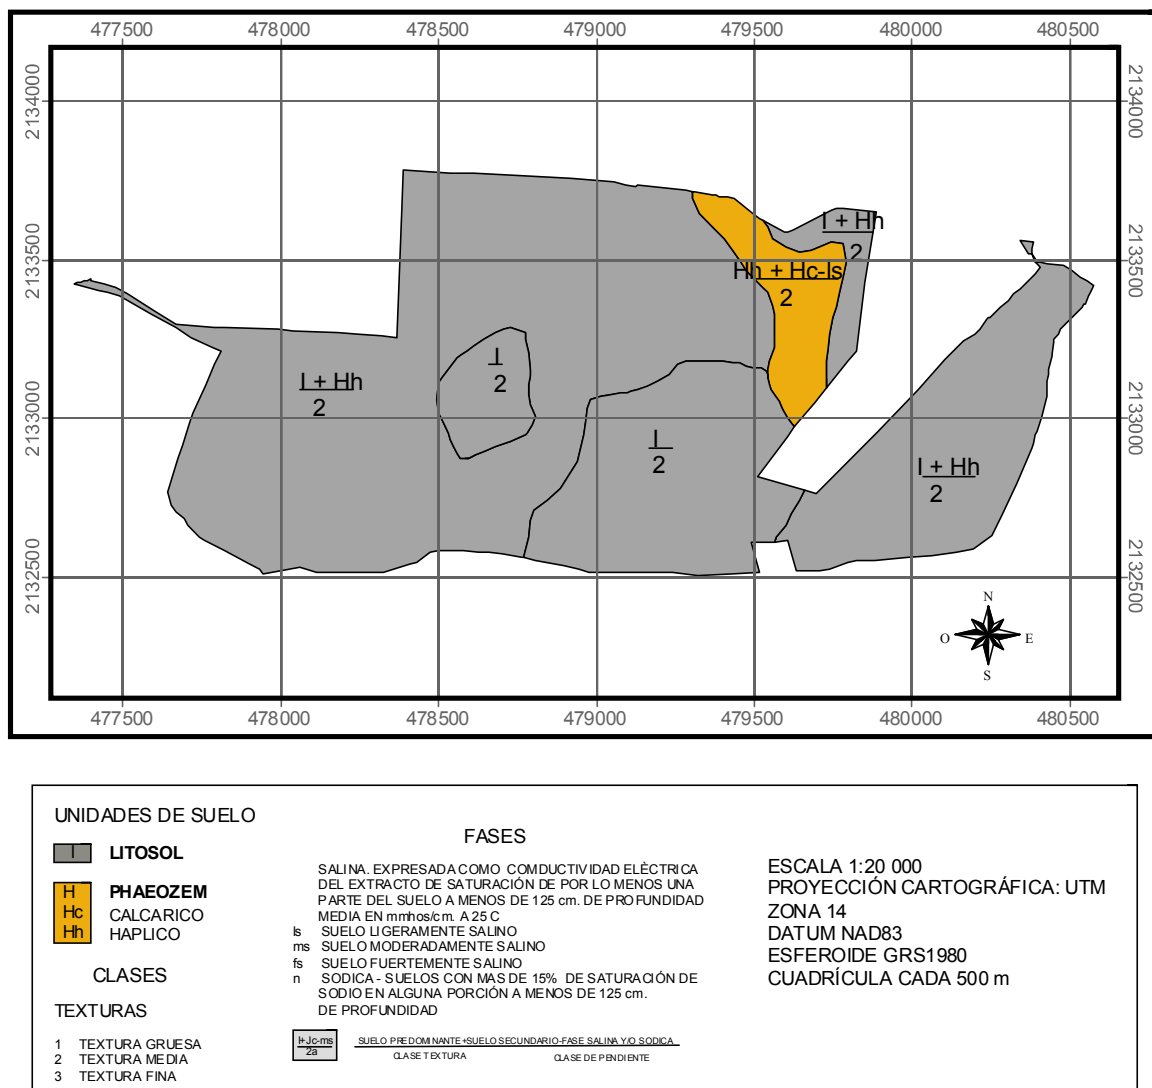 477500 478000 478500 479000 479500 480000 480500
2134000 2134000
2133500 2133500
2133000 2133000
2132500 2132500
I + Hh
2
Hh + Hc-ls
2
I
2
I + Hh
2
I
2
I + Hh
2
N
O E
S
477500 478000 478500 479000 479500 480000 480500
UNIDADES DE SUELO
I LITOSOL
H PHAEOZEM
Hc CALCARICO
Hh HAPLICO
CLASES
TEXTURAS
1 TEXTURA GRUESA
2 TEXTURA MEDIA
3 TEXTURA FINA
FASES
SALINA. EXPRESADA COMO COMDUCTIVIDAD ELÈCTRICA
DEL EXTRACTO DE SATURACIÓN DE POR LO MENOS UNA
PARTE DEL SUELO A MENOS DE 125 cm. DE PROFUNDIDAD
MEDIA EN mmhos/cm. A 25 C
ls SUELO LIGERAMENTE SALINO
ms SUELO MODERADAMENTE SALINO
fs SUELO FUERTEMENTE SALINO
n SODICA - SUELOS CON MAS DE 15% DE SATURACIÓN DE
SODIO EN ALGUNA PORCIÓN A MENOS DE 125 cm.
DE PROFUNDIDAD
I+Jc-ms
2a
SUELO PREDOMINANTE+SUELO SECUNDARIO-FASE SALINA Y/O SODICA
CLASE TEXTURA CLASE DE PENDIENTE
ESCALA 1:20 000
PROYECCIÓN CARTOGRÁFICA: UTM
ZONA 14
DATUM NAD83
ESFEROIDE GRS1980
CUADRÍCULA CADA 500 m